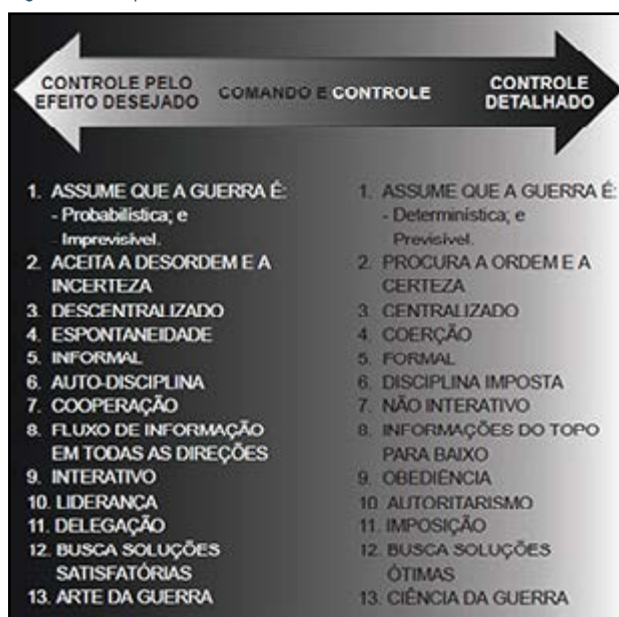 CONTROLE PELO
EFEITO DESEJADO
COMANDO E CONTROLE
CONTROLE
DETALHADO
1. ASSUME QUE A GUERRA É:
- Probabilística; e
- Imprevisível.
2. ACEITA A DESORDEM E A
INCERTEZA
3. DESCENTRALIZADO
4. ESPONTANEIDADE
5. INFORMAL
6. AUTO-DISCIPLINA
7. COOPERAÇÃO
8. FLUXO DE INFORMAÇÃO
EM TODAS AS DIREÇÕES
9. INTERATIVO
10. LIDERANÇA
11. DELEGAÇÃO
12. BUSCA SOLUÇÕES
SATISFATÓRIAS
13. ARTE DA GUERRA
1. ASSUME QUE A GUERRA É:
- Determinística; e
Previsível.
2. PROCURA A ORDEM E A
CERTEZA
3. CENTRALIZADO
4. COERÇÃO
5. FORMAL
6. DISCIPLINA IMPOSTA
7. NÃO INTERATIVO
8. INFORMAÇÕES DO TOPO
PARA BAIXO
9. OBEDIÊNCIA
10. AUTORITARISMO
11. IMPOSIÇÃO
12. BUSCA SOLUÇÕES
ÓTIMAS
13. CIÊNCIA DA GUERRA